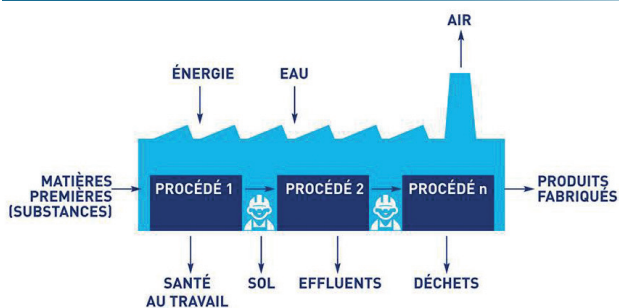 AIR
ÉNERGIE
EAU
MATIÈRES
PREMIÈRES
(SUBSTANCES)
PROCÉDÉ 1
PROCÉDÉ 2
PROCÉDÉ n
PRODUITS
FABRIQUÉS
SANTÉ
AU TRAVAIL
SOL
EFFLUENTS
DÉCHETS